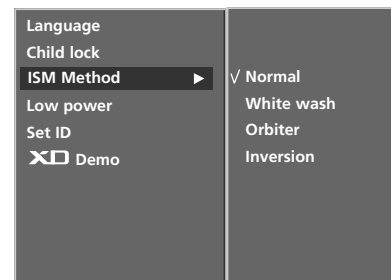 Language
Child lock
ISM Method ▶
Low power
Set ID
XD Demo
√ Normal
White wash
Orbiter
Inversion